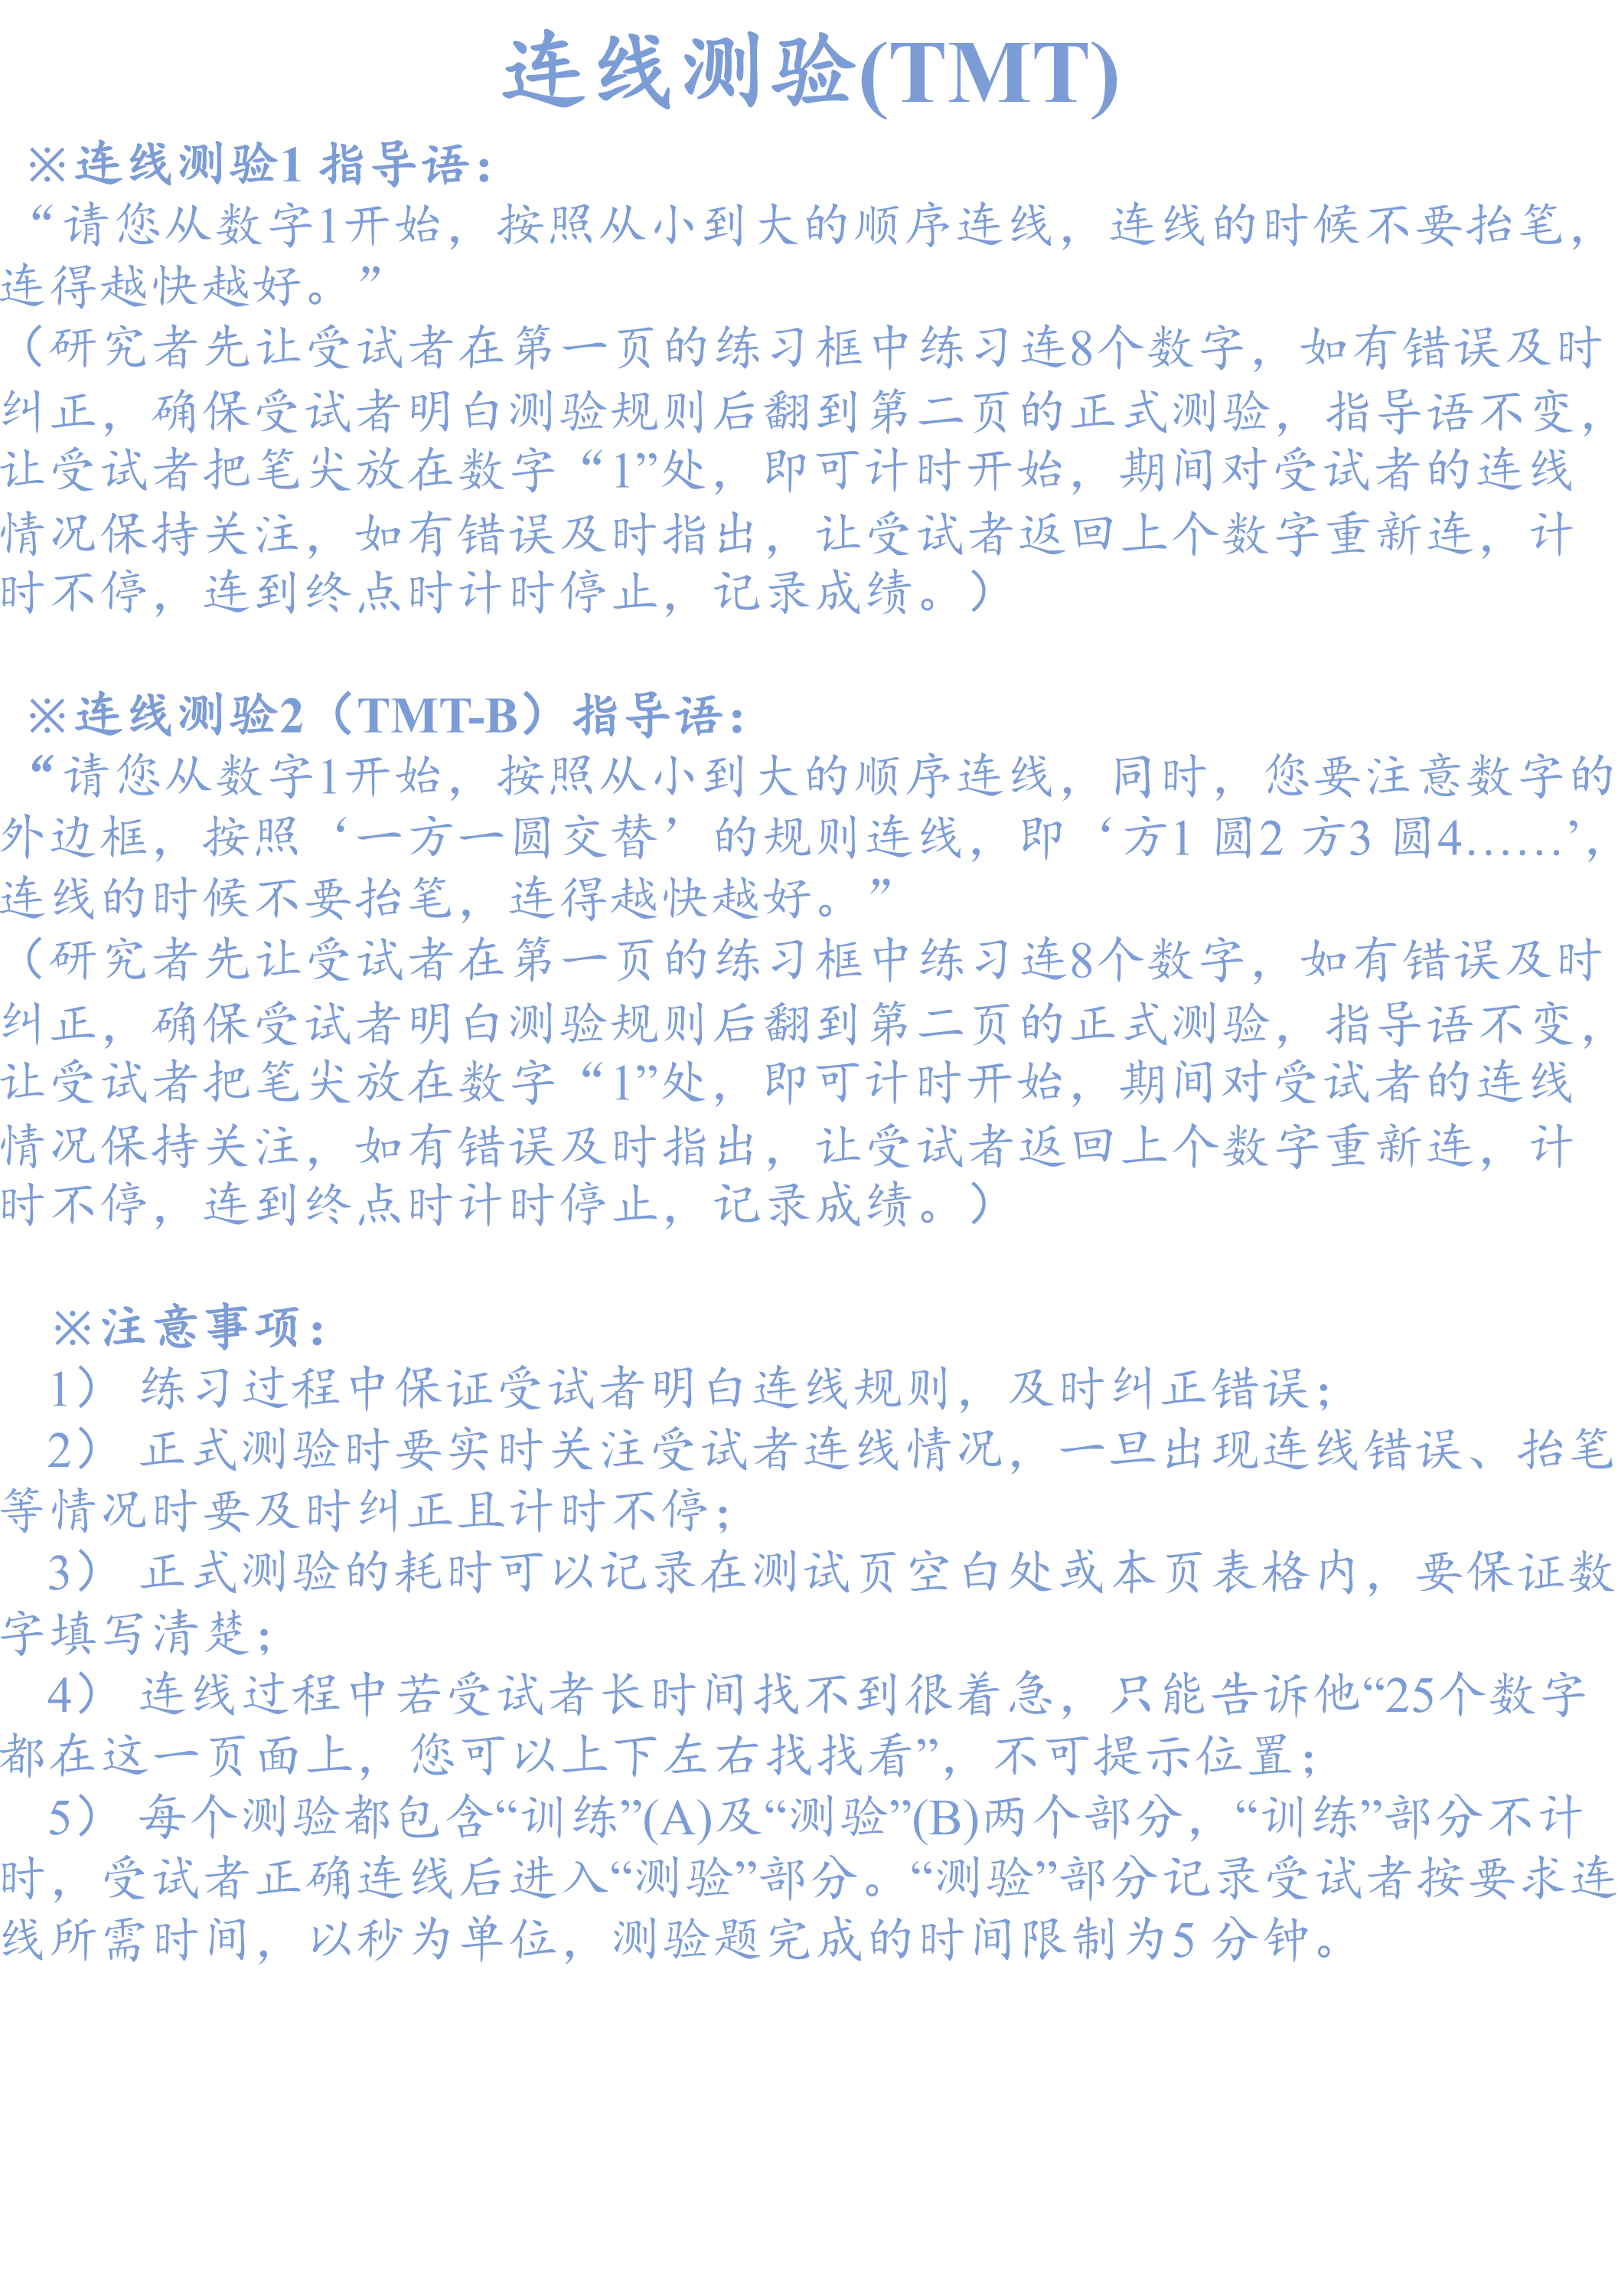 连线测验(TMT)
※连线测验1 指导语：
“请您从数字1开始，按照从小到大的顺序连线，连线的时候不要抬笔，
连得越快越好。”
（研究者先让受试者在第一页的练习框中练习连8个数字，如有错误及时
纠正，确保受试者明白测验规则后翻到第二页的正式测验，指导语不变，
让受试者把笔尖放在数字“1”处，即可计时开始，期间对受试者的连线
情况保持关注，如有错误及时指出，让受试者返回上个数字重新连，计
时不停，连到终点时计时停止，记录成绩。）
※连线测验2（TMT-B）指导语：
“请您从数字1开始，按照从小到大的顺序连线，同时，您要注意数字的
外边框，按照‘一方一圆交替’的规则连线，即‘方1 圆2 方3 圆4……’，
连线的时候不要抬笔，连得越快越好。”
（研究者先让受试者在第一页的练习框中练习连8个数字，如有错误及时
纠正，确保受试者明白测验规则后翻到第二页的正式测验，指导语不变，
让受试者把笔尖放在数字“1”处，即可计时开始，期间对受试者的连线
情况保持关注，如有错误及时指出，让受试者返回上个数字重新连，计
时不停，连到终点时计时停止，记录成绩。）
※注意事项：
1） 练习过程中保证受试者明白连线规则，及时纠正错误；
2） 正式测验时要实时关注受试者连线情况，一旦出现连线错误、抬笔
等情况时要及时纠正且计时不停；
3） 正式测验的耗时可以记录在测试页空白处或本页表格内，要保证数
字填写清楚；
4） 连线过程中若受试者长时间找不到很着急，只能告诉他“25个数字
都在这一页面上，您可以上下左右找找看”，不可提示位置；
5） 每个测验都包含“训练”(A)及“测验”(B)两个部分，“训练”部分不计
时，受试者正确连线后进入“测验”部分。“测验”部分记录受试者按要求连
线所需时间，以秒为单位，测验题完成的时间限制为5 分钟。